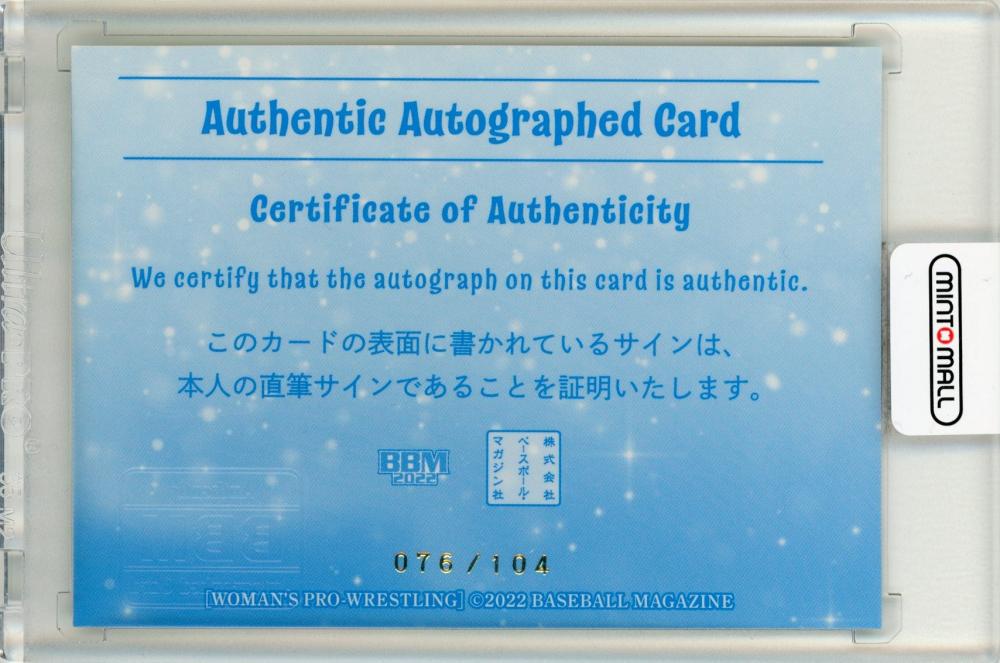 Authentic Autographed Card
Certificate of Authenticity
We certify that the autograph on this card is authentic.
このカードの表面に書かれているサインは、
本人の直筆サインであることを証明いたします。
BBM
2022
株式会社
ベースボール・
マガジン社
076/104
[WOMAN'S PRO-WRESTLING] ©2022 BASEBALL MAGAZINE
MINT MALL